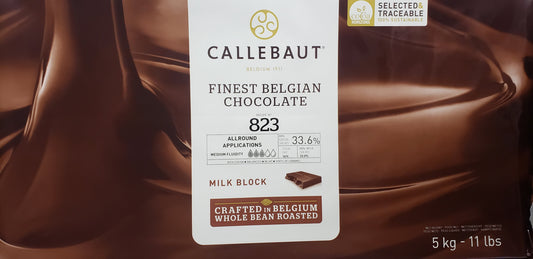 SELECTED &
TRACEABLE
100% SUSTAINABLE
CALLEBAUT®
BELGIUM 1911
FINEST BELGIAN
CHOCOLATE
823
ALLROUND
APPLICATIONS
33.6%
MEDIUM FLUIDITY
MILK BLOCK
CRAFTED IN BELGIUM
WHOLE BEAN ROASTED
5 kg - 11 lbs